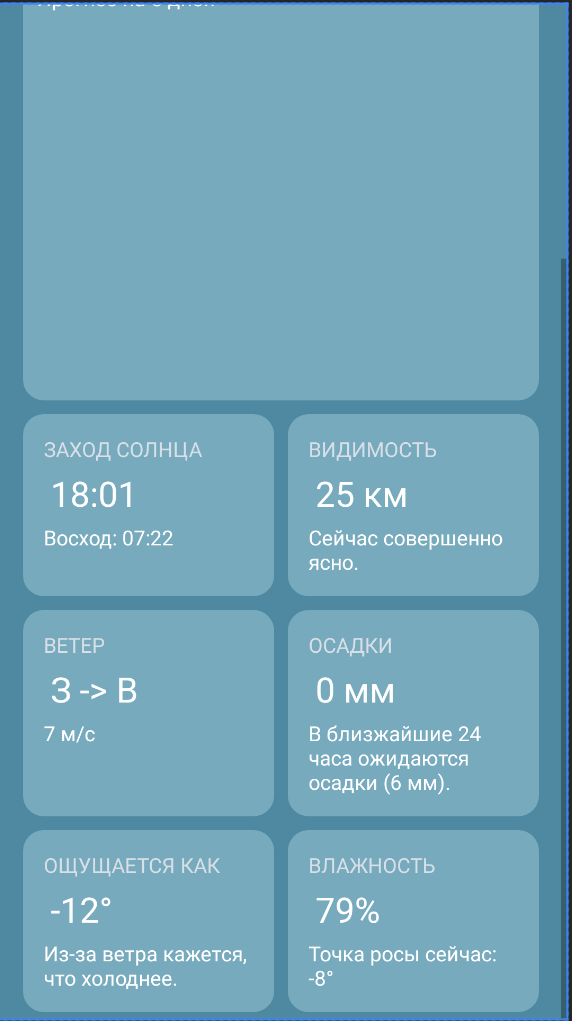 ЗАХОД СОЛНЦА
18:01
Восход: 07:22
ВИДИМОСТЬ
25 км
Сейчас совершенно
ясно.
ВЕТЕР
З -> В
7 м/с
ОСАДКИ
0 мм
В близжайшие 24
часа ожидаются
осадки (6 мм).
ОЩУЩАЕТСЯ КАК
-12°
Из-за ветра кажется,
что холоднее.
ВЛАЖНОСТЬ
79%
Точка росы сейчас:
-8°